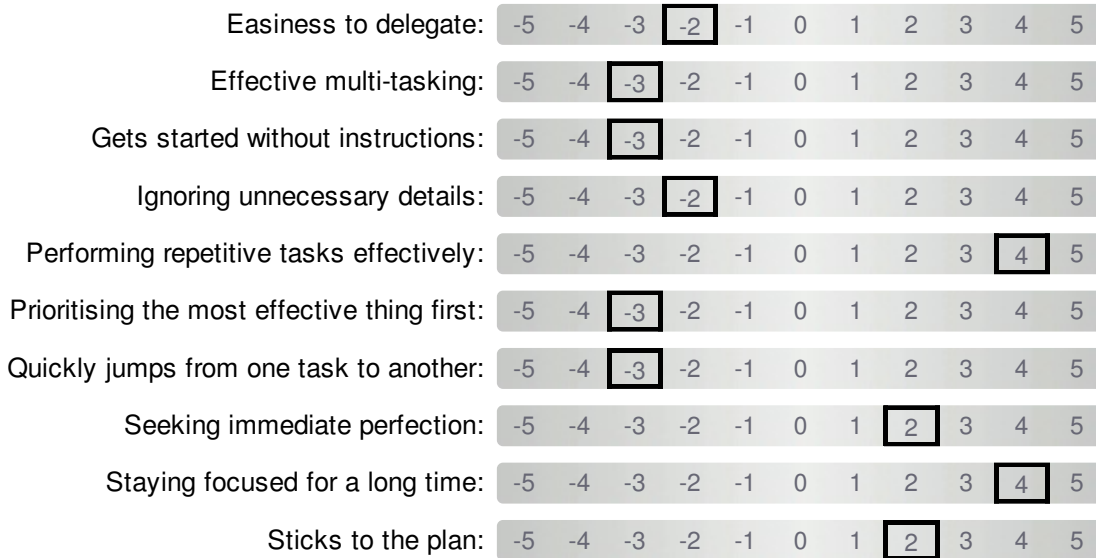 Easiness to delegate: -5 -4 -3 -2 -1 0 1 2 3 4 5
Effective multi-tasking: -5 -4 -3 -2 -1 0 1 2 3 4 5
Gets started without instructions: -5 -4 -3 -2 -1 0 1 2 3 4 5
Ignoring unnecessary details: -5 -4 -3 -2 -1 0 1 2 3 4 5
Performing repetitive tasks effectively: -5 -4 -3 -2 -1 0 1 2 3 4 5
Prioritising the most effective thing first: -5 -4 -3 -2 -1 0 1 2 3 4 5
Quickly jumps from one task to another: -5 -4 -3 -2 -1 0 1 2 3 4 5
Seeking immediate perfection: -5 -4 -3 -2 -1 0 1 2 3 4 5
Staying focused for a long time: -5 -4 -3 -2 -1 0 1 2 3 4 5
Sticks to the plan: -5 -4 -3 -2 -1 0 1 2 3 4 5